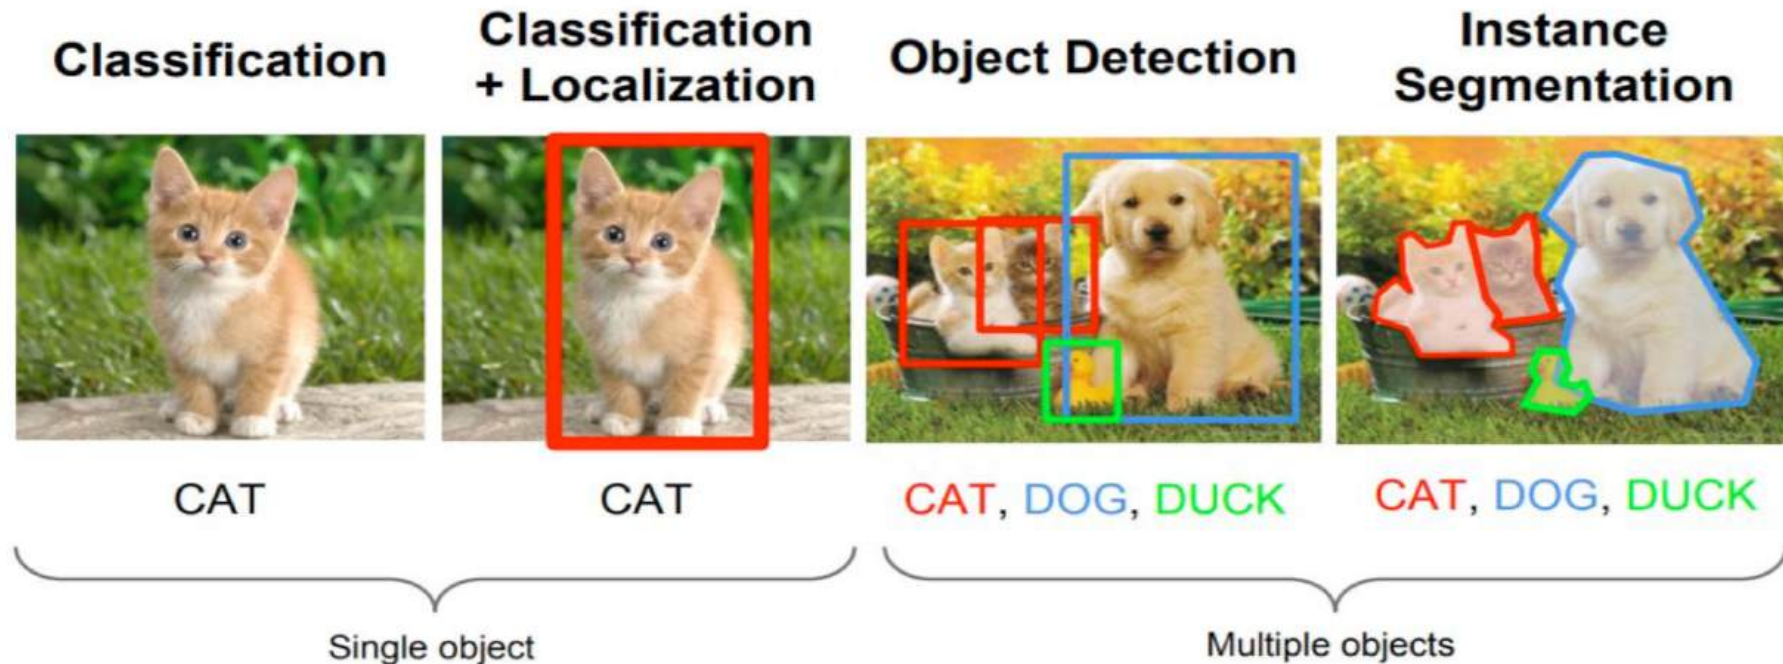 Classification
Classification
+ Localization
Object Detection
Instance
Segmentation
CAT
CAT
CAT, DOG, DUCK
CAT, DOG, DUCK
Single object
Multiple objects